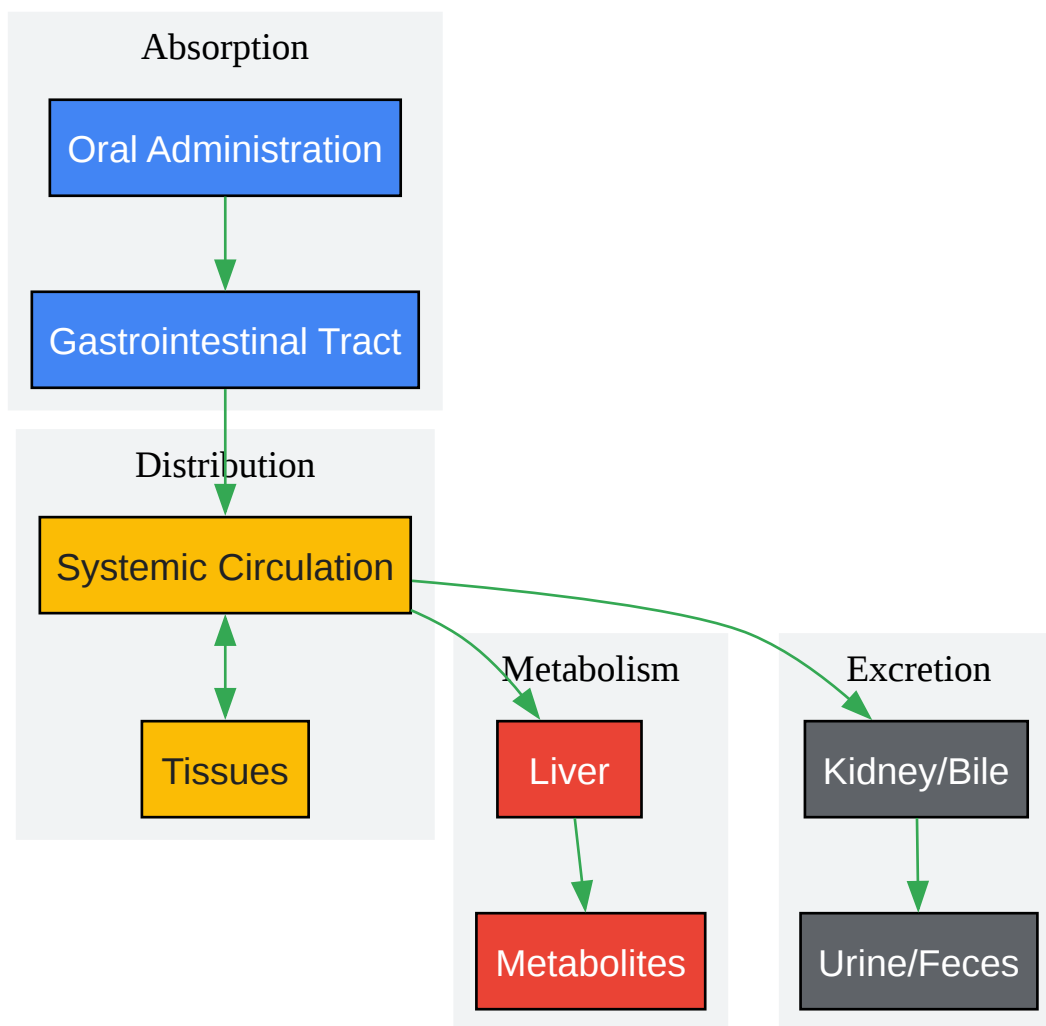 Absorption
Oral Administration
Gastrointestinal Tract
Distribution
Systemic Circulation
Tissues
Metabolism
Liver
Metabolites
Excretion
Kidney/Bile
Urine/Feces